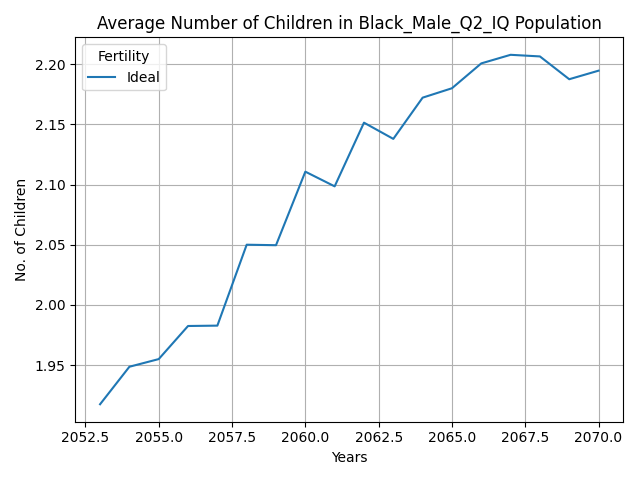 Average Number of Children in Black_Male_Q2_IQ Population
Fertility
Ideal
No. of Children
2.20
2.15
2.10
2.05
2.00
1.95
2052.5 2055.0 2057.5 2060.0 2062.5 2065.0 2067.5 2070.0
Years